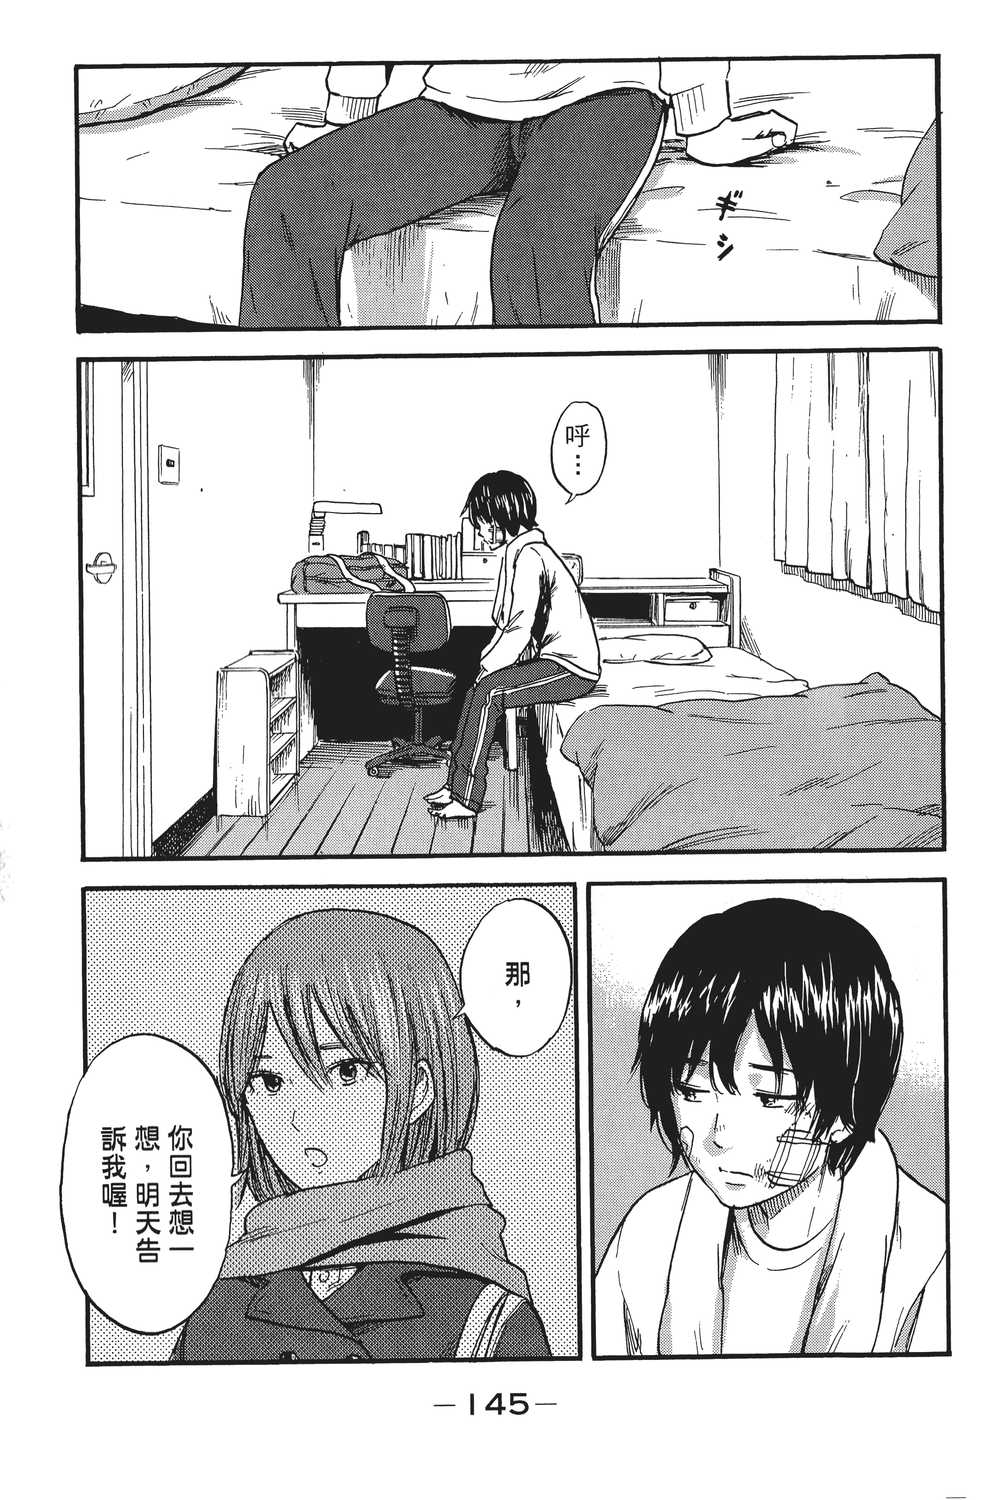 ギシ
呼…
那，
你回去想一
想，明天告
訴我喔！
—145—